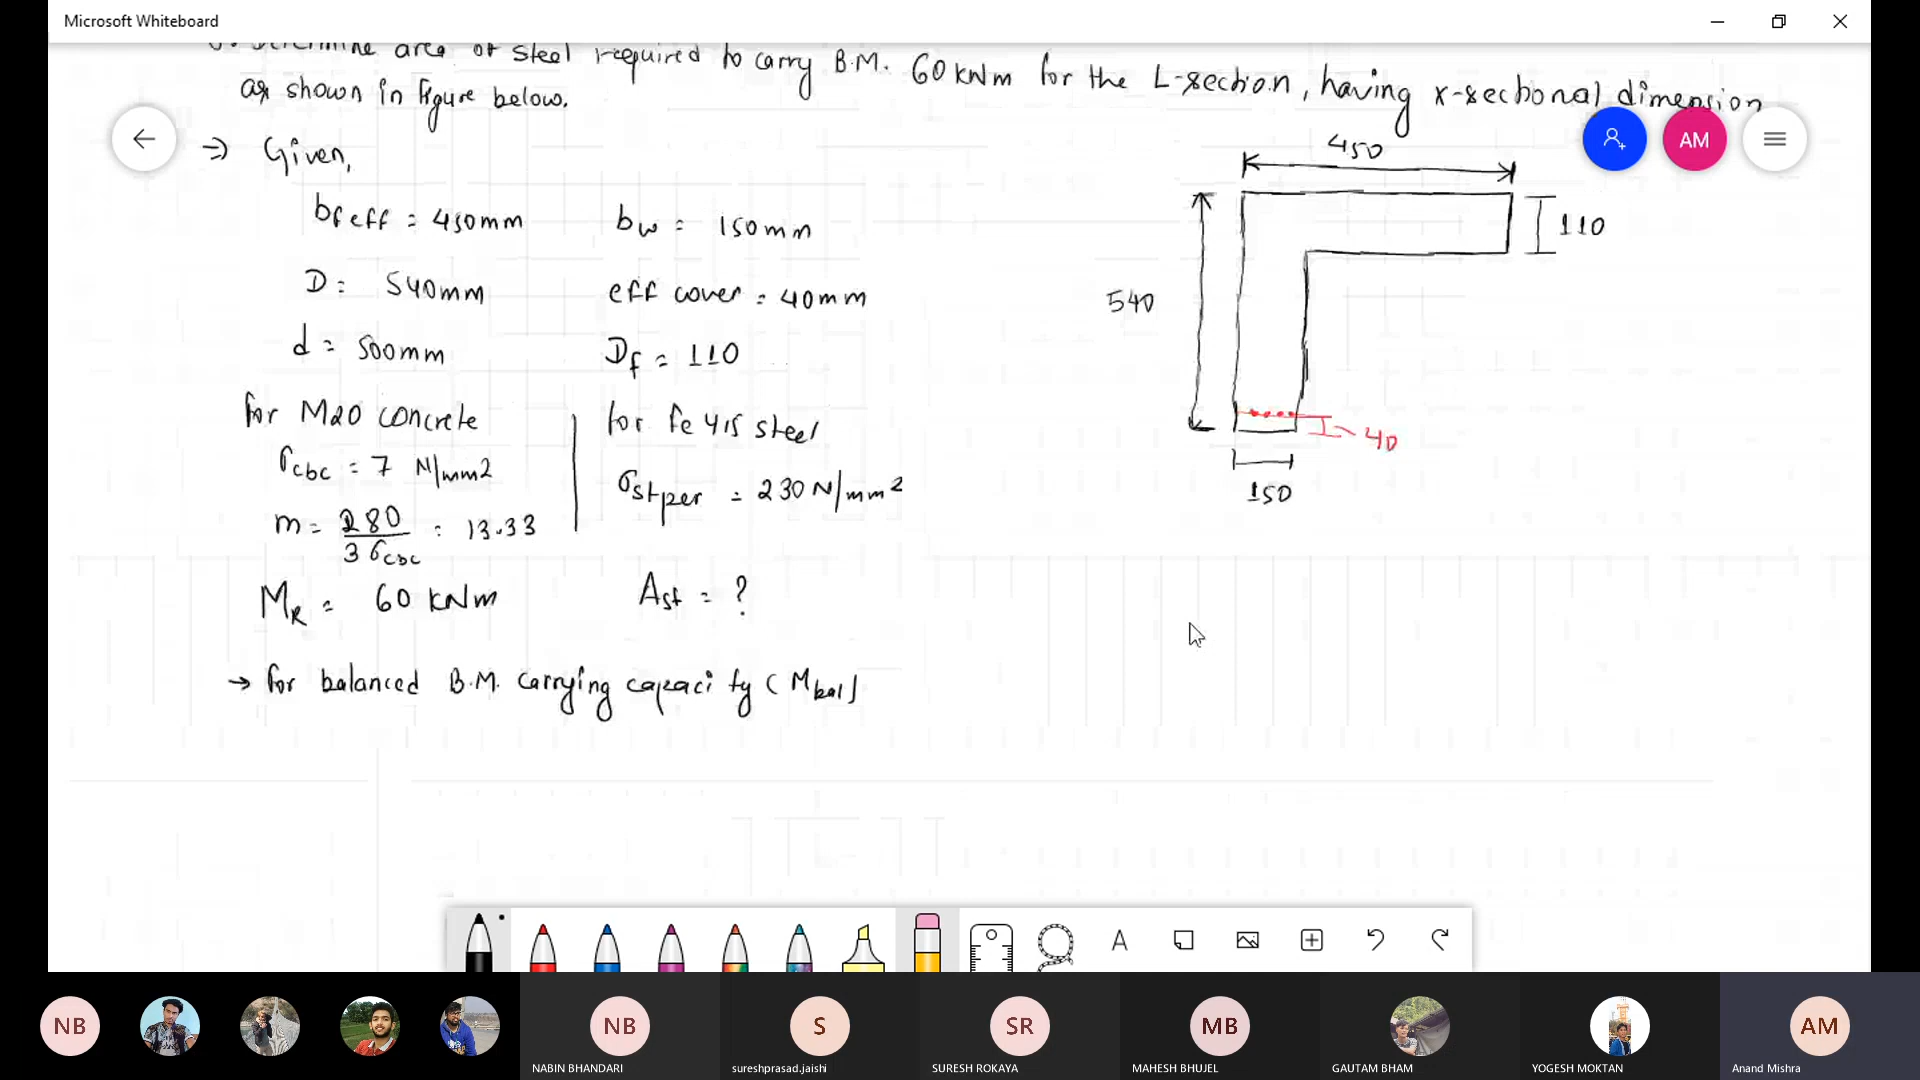 Microsoft Whiteboard
Determine area of steel required to carry B.M. 60 kNm for the L-section, having x-sectional dimension
as shown in figure below.
⇒ Given,
bfeff = 450mm bw = 150mm
D = 540mm eff cover = 40mm
d = 500mm Df = 110
for M20 concrete for fe 415 steel
σcbc = 7 N/mm2 σstper = 230 N/mm²
m = 280 / 3σcbc = 13.33
MR = 60 kNm Ast = ?
→ for balanced B.M. carrying capacity (Mbal)
450
110
540
40
150
AM
A
NB
NB
NABIN BHANDARI
S
sureshprasad.jaishi
SR
SURESH ROKAYA
MB
MAHESH BHUJEL
GAUTAM BHAM
YOGESH MOKTAN
AM
Anand Mishra